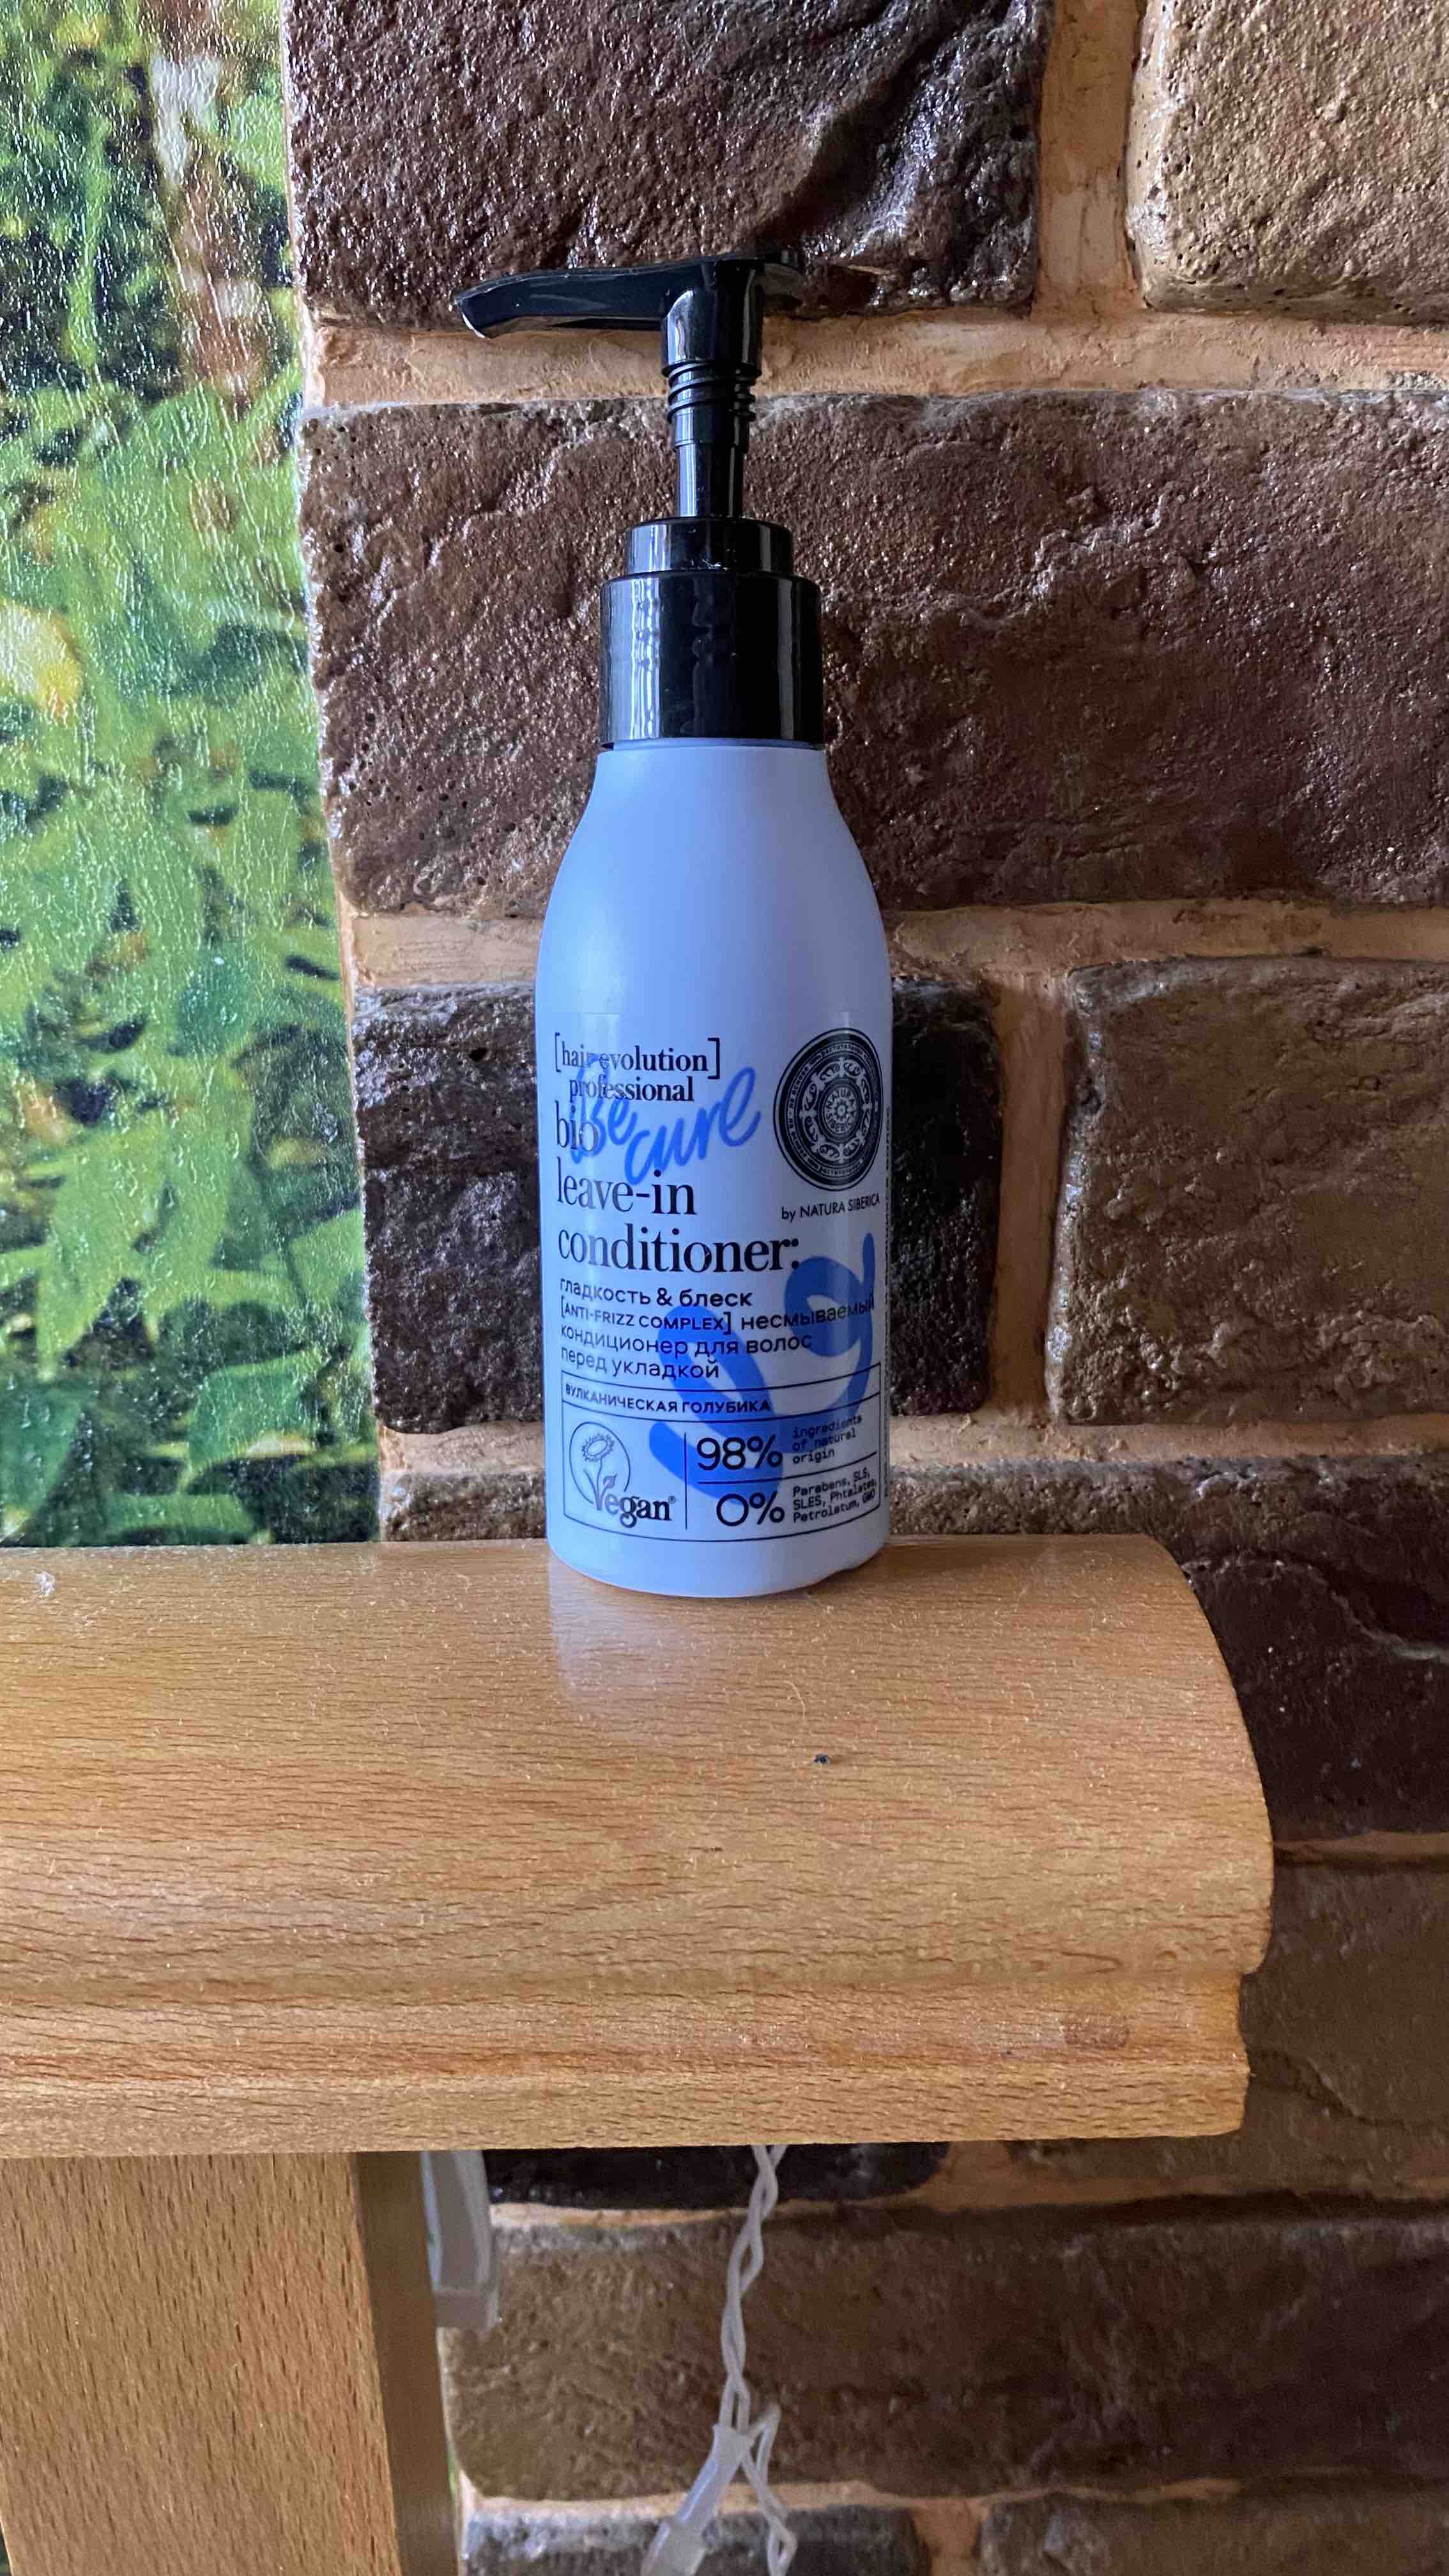 [hair evolution]
professional
Be
curl
bio
leave-in
conditioner:
by NATURA SIBERICA
гладкость & блеск
[ANTI-FRIZZ COMPLEX] несмываемый
кондиционер для волос
перед укладкой
ВУЛКАНИЧЕСКАЯ ГОЛУБИКА
Vegan
98% ingredients
of natural
origin
0% Parabens, SLS,
SLES, Phtalates,
Petrolatum, GMO